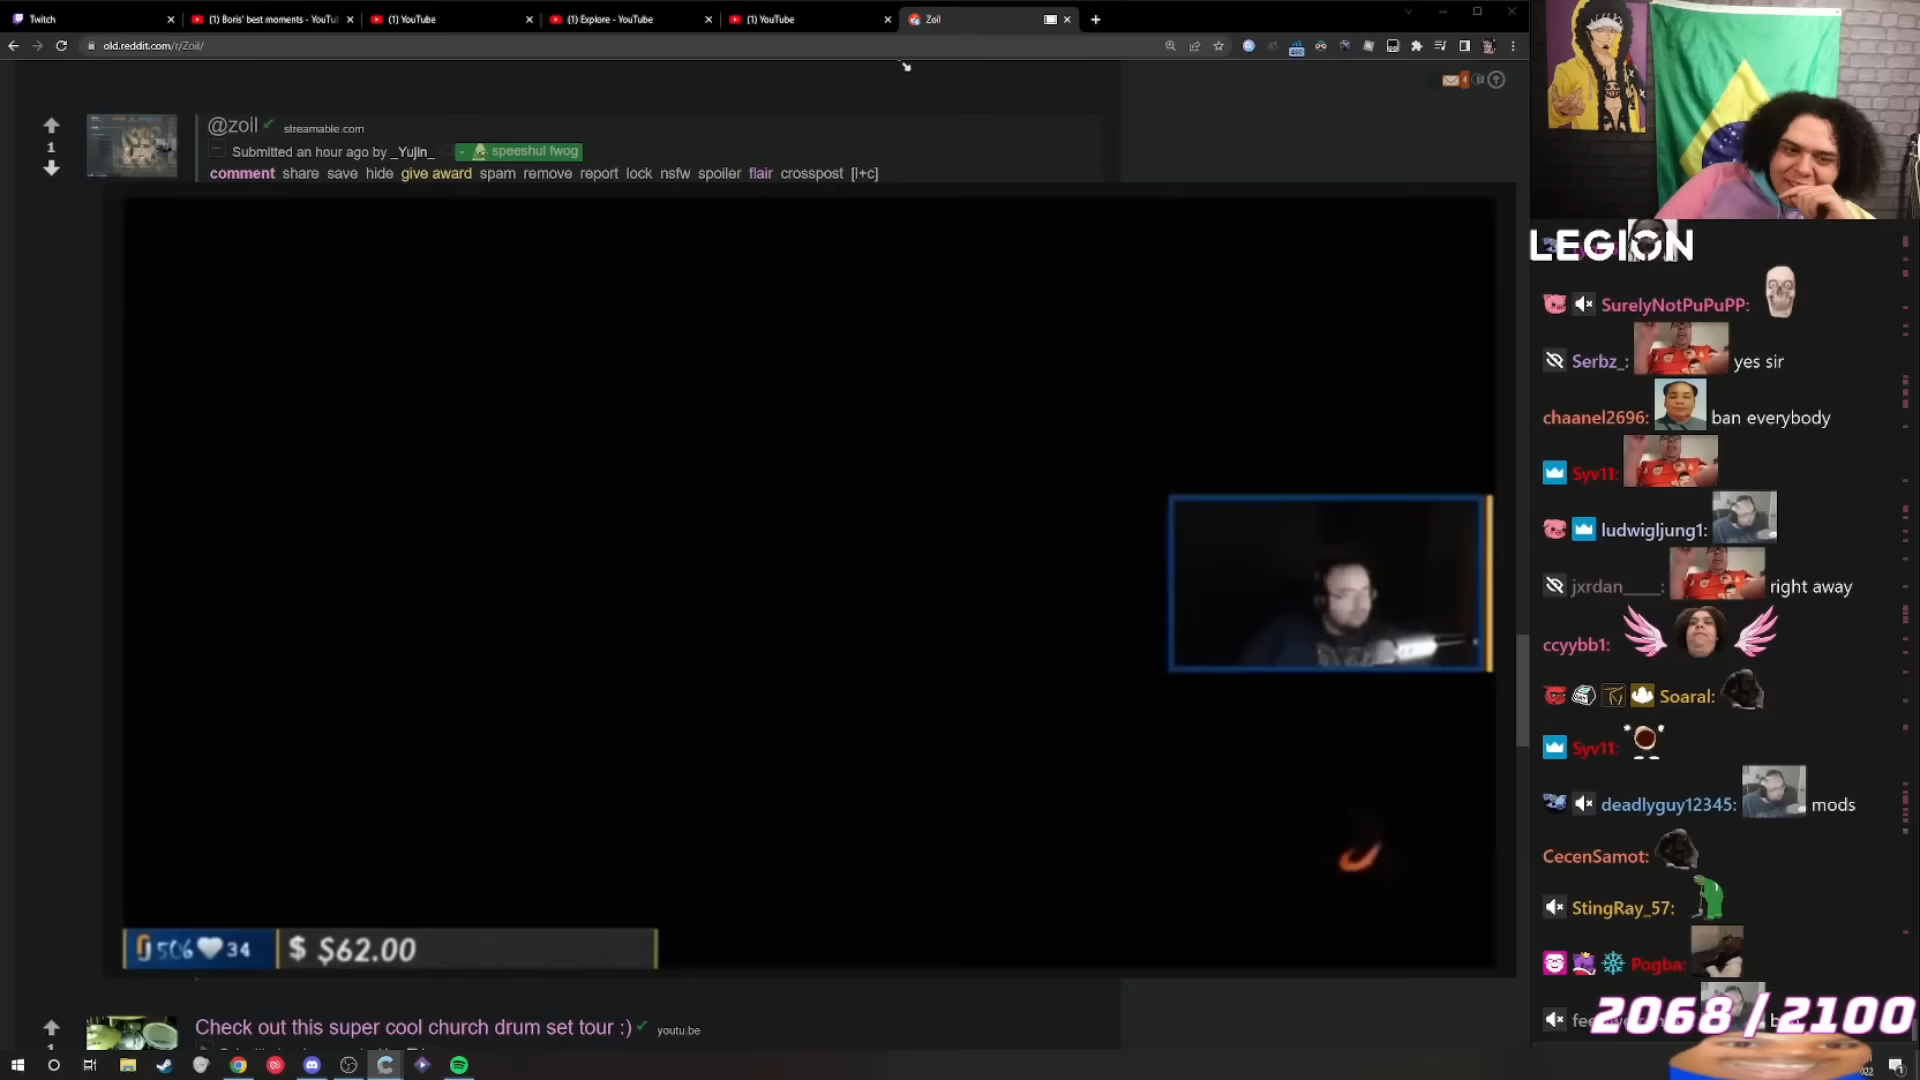 Twitch
(1) Boris' best moments - YouTu
(1) YouTube
(1) Explore - YouTube
(1) YouTube
Zoil
old.reddit.com/r/Zoil/
@zoil streamable.com
1
Submitted an hour ago by _Yujin_ - speeshul fwog
comment share save hide give award spam remove report lock nsfw spoiler flair crosspost [l+c]
506 34 $ $62.00
Check out this super cool church drum set tour :) youtu.be
LEGION
SurelyNotPuPuPP:
Serbz_: yes sir
chaanel2696: ban everybody
Syv11:
ludwigljung1:
jxrdan____: right away
ccyybb1:
Soaral:
Syv11:
deadlyguy12345: mods
CecenSamot:
StingRay_57:
Pogba:
2068/2100